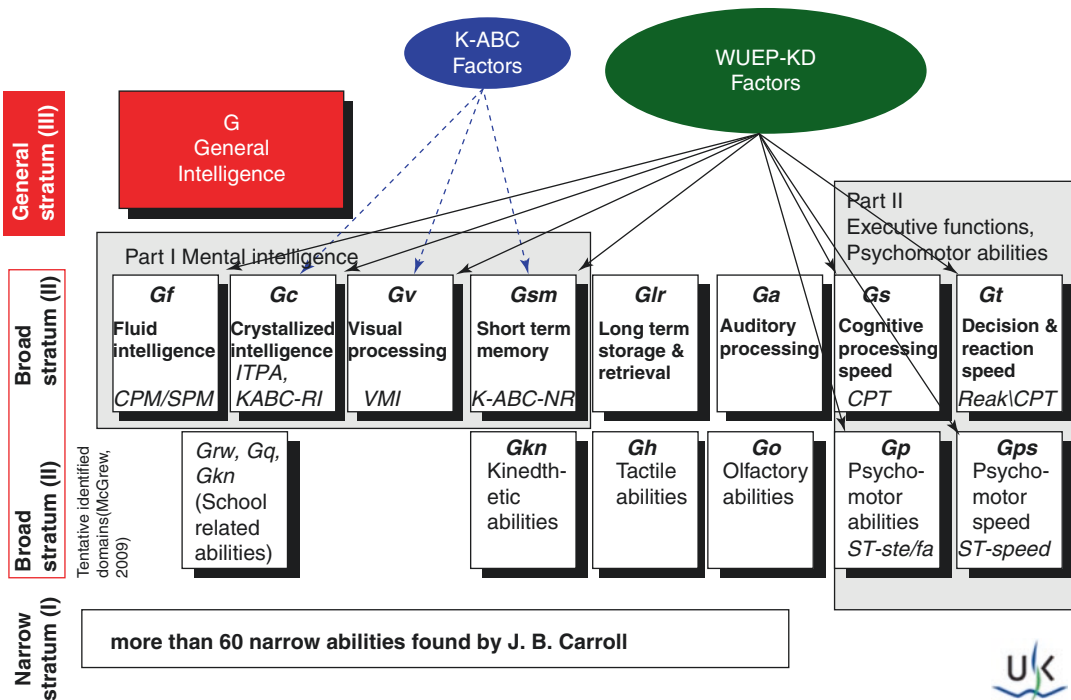 K-ABC
Factors
WUEP-KD
Factors
General
stratum (III)
G
General
Intelligence
Part I Mental intelligence
Part II
Executive functions,
Psychomotor abilities
Broad
stratum (II)
Gf
Fluid
intelligence
CPM/SPM
Gc
Crystallized
intelligence
ITPA,
KABC-RI
Gv
Visual
processing
VMI
Gsm
Short term
memory
K-ABC-NR
Glr
Long term
storage &
retrieval
Ga
Auditory
processing
Gs
Cognitive
processing
speed
CPT
Gt
Decision &
reaction
speed
Reak\CPT
Broad
stratum (II)
Tentative identified
domains(McGrew,
2009)
Grw, Gq,
Gkn
(School
related
abilities)
Gkn
Kinedth-
etic
abilities
Gh
Tactile
abilities
Go
Olfactory
abilities
Gp
Psycho-
motor
abilities
ST-ste/fa
Gps
Psycho-
motor
speed
ST-speed
Narrow
stratum (I)
more than 60 narrow abilities found by J. B. Carroll
UK